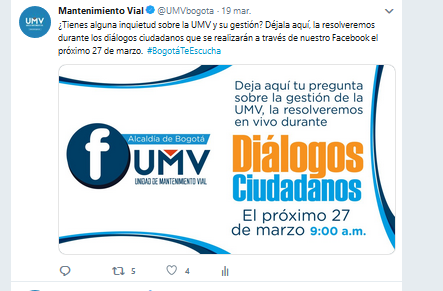 Mantenimiento Vial @UMVbogota · 19 mar.
¿Tienes alguna inquietud sobre la UMV y su gestión? Déjala aquí, la resolveremos
durante los diálogos ciudadanos que se realizarán a través de nuestro Facebook el
próximo 27 de marzo. #BogotáTeEscucha
Alcaldía de Bogotá
f UMV
UNIDAD DE MANTENIMIENTO VIAL
Deja aquí tu pregunta
sobre la gestión de la
UMV, la resolveremos
en vivo durante
Diálogos
Ciudadanos
El próximo 27
de marzo 9:00 a.m.
5 4